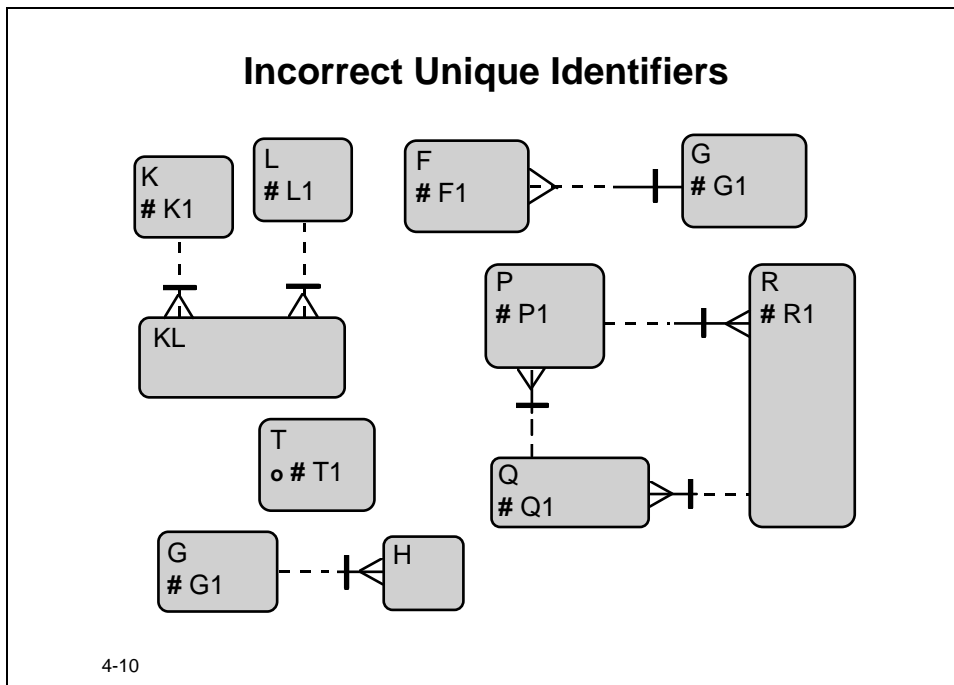 Incorrect Unique Identifiers
K
# K1
L
# L1
F
# F1
G
# G1
KL
P
# P1
R
# R1
T
o # T1
Q
# Q1
G
# G1
H
4-10